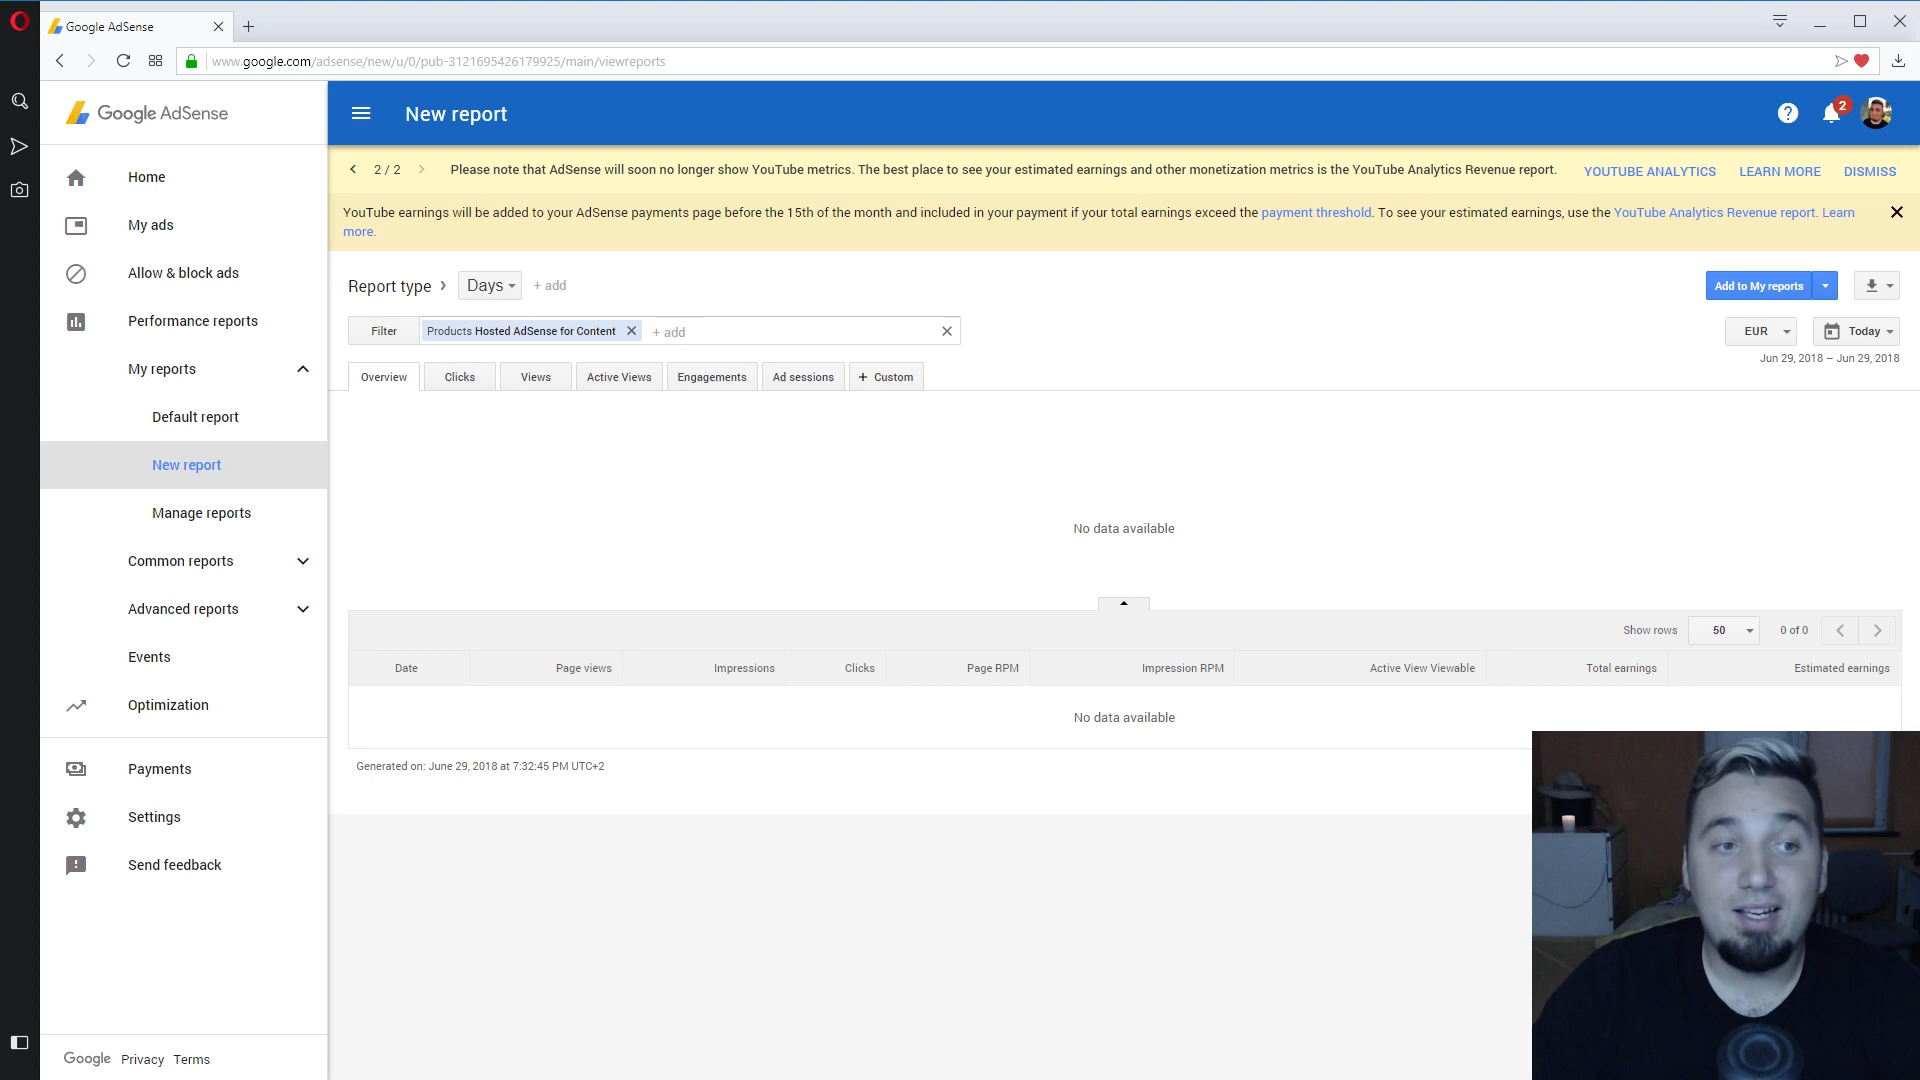 Google AdSense
www.google.com/adsense/new/u/0/pub-3121695426179925/main/viewreports
Google AdSense
New report
2
Home
My ads
Allow & block ads
Performance reports
My reports
Default report
New report
Manage reports
Common reports
Advanced reports
Events
Optimization
Payments
Settings
Send feedback
Google Privacy Terms
2 / 2 Please note that AdSense will soon no longer show YouTube metrics. The best place to see your estimated earnings and other monetization metrics is the YouTube Analytics Revenue report. YOUTUBE ANALYTICS LEARN MORE DISMISS
YouTube earnings will be added to your AdSense payments page before the 15th of the month and included in your payment if your total earnings exceed the payment threshold. To see your estimated earnings, use the YouTube Analytics Revenue report. Learn
more.
Report type Days + add
Add to My reports
Filter Products Hosted AdSense for Content + add
EUR Today
Jun 29, 2018 – Jun 29, 2018
Overview Clicks Views Active Views Engagements Ad sessions + Custom
No data available
Show rows 50 0 of 0
Date Page views Impressions Clicks Page RPM Impression RPM Active View Viewable Total earnings Estimated earnings
No data available
Generated on: June 29, 2018 at 7:32:45 PM UTC+2